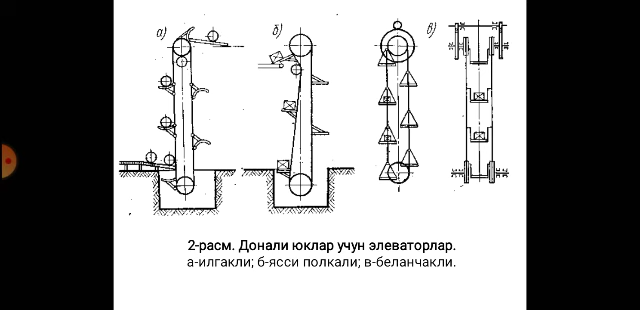 а)
б)
в)
2-расм. Донали юклар учун элеваторлар.
а-илгакли; б-ясси полкали; в-беланчакли.